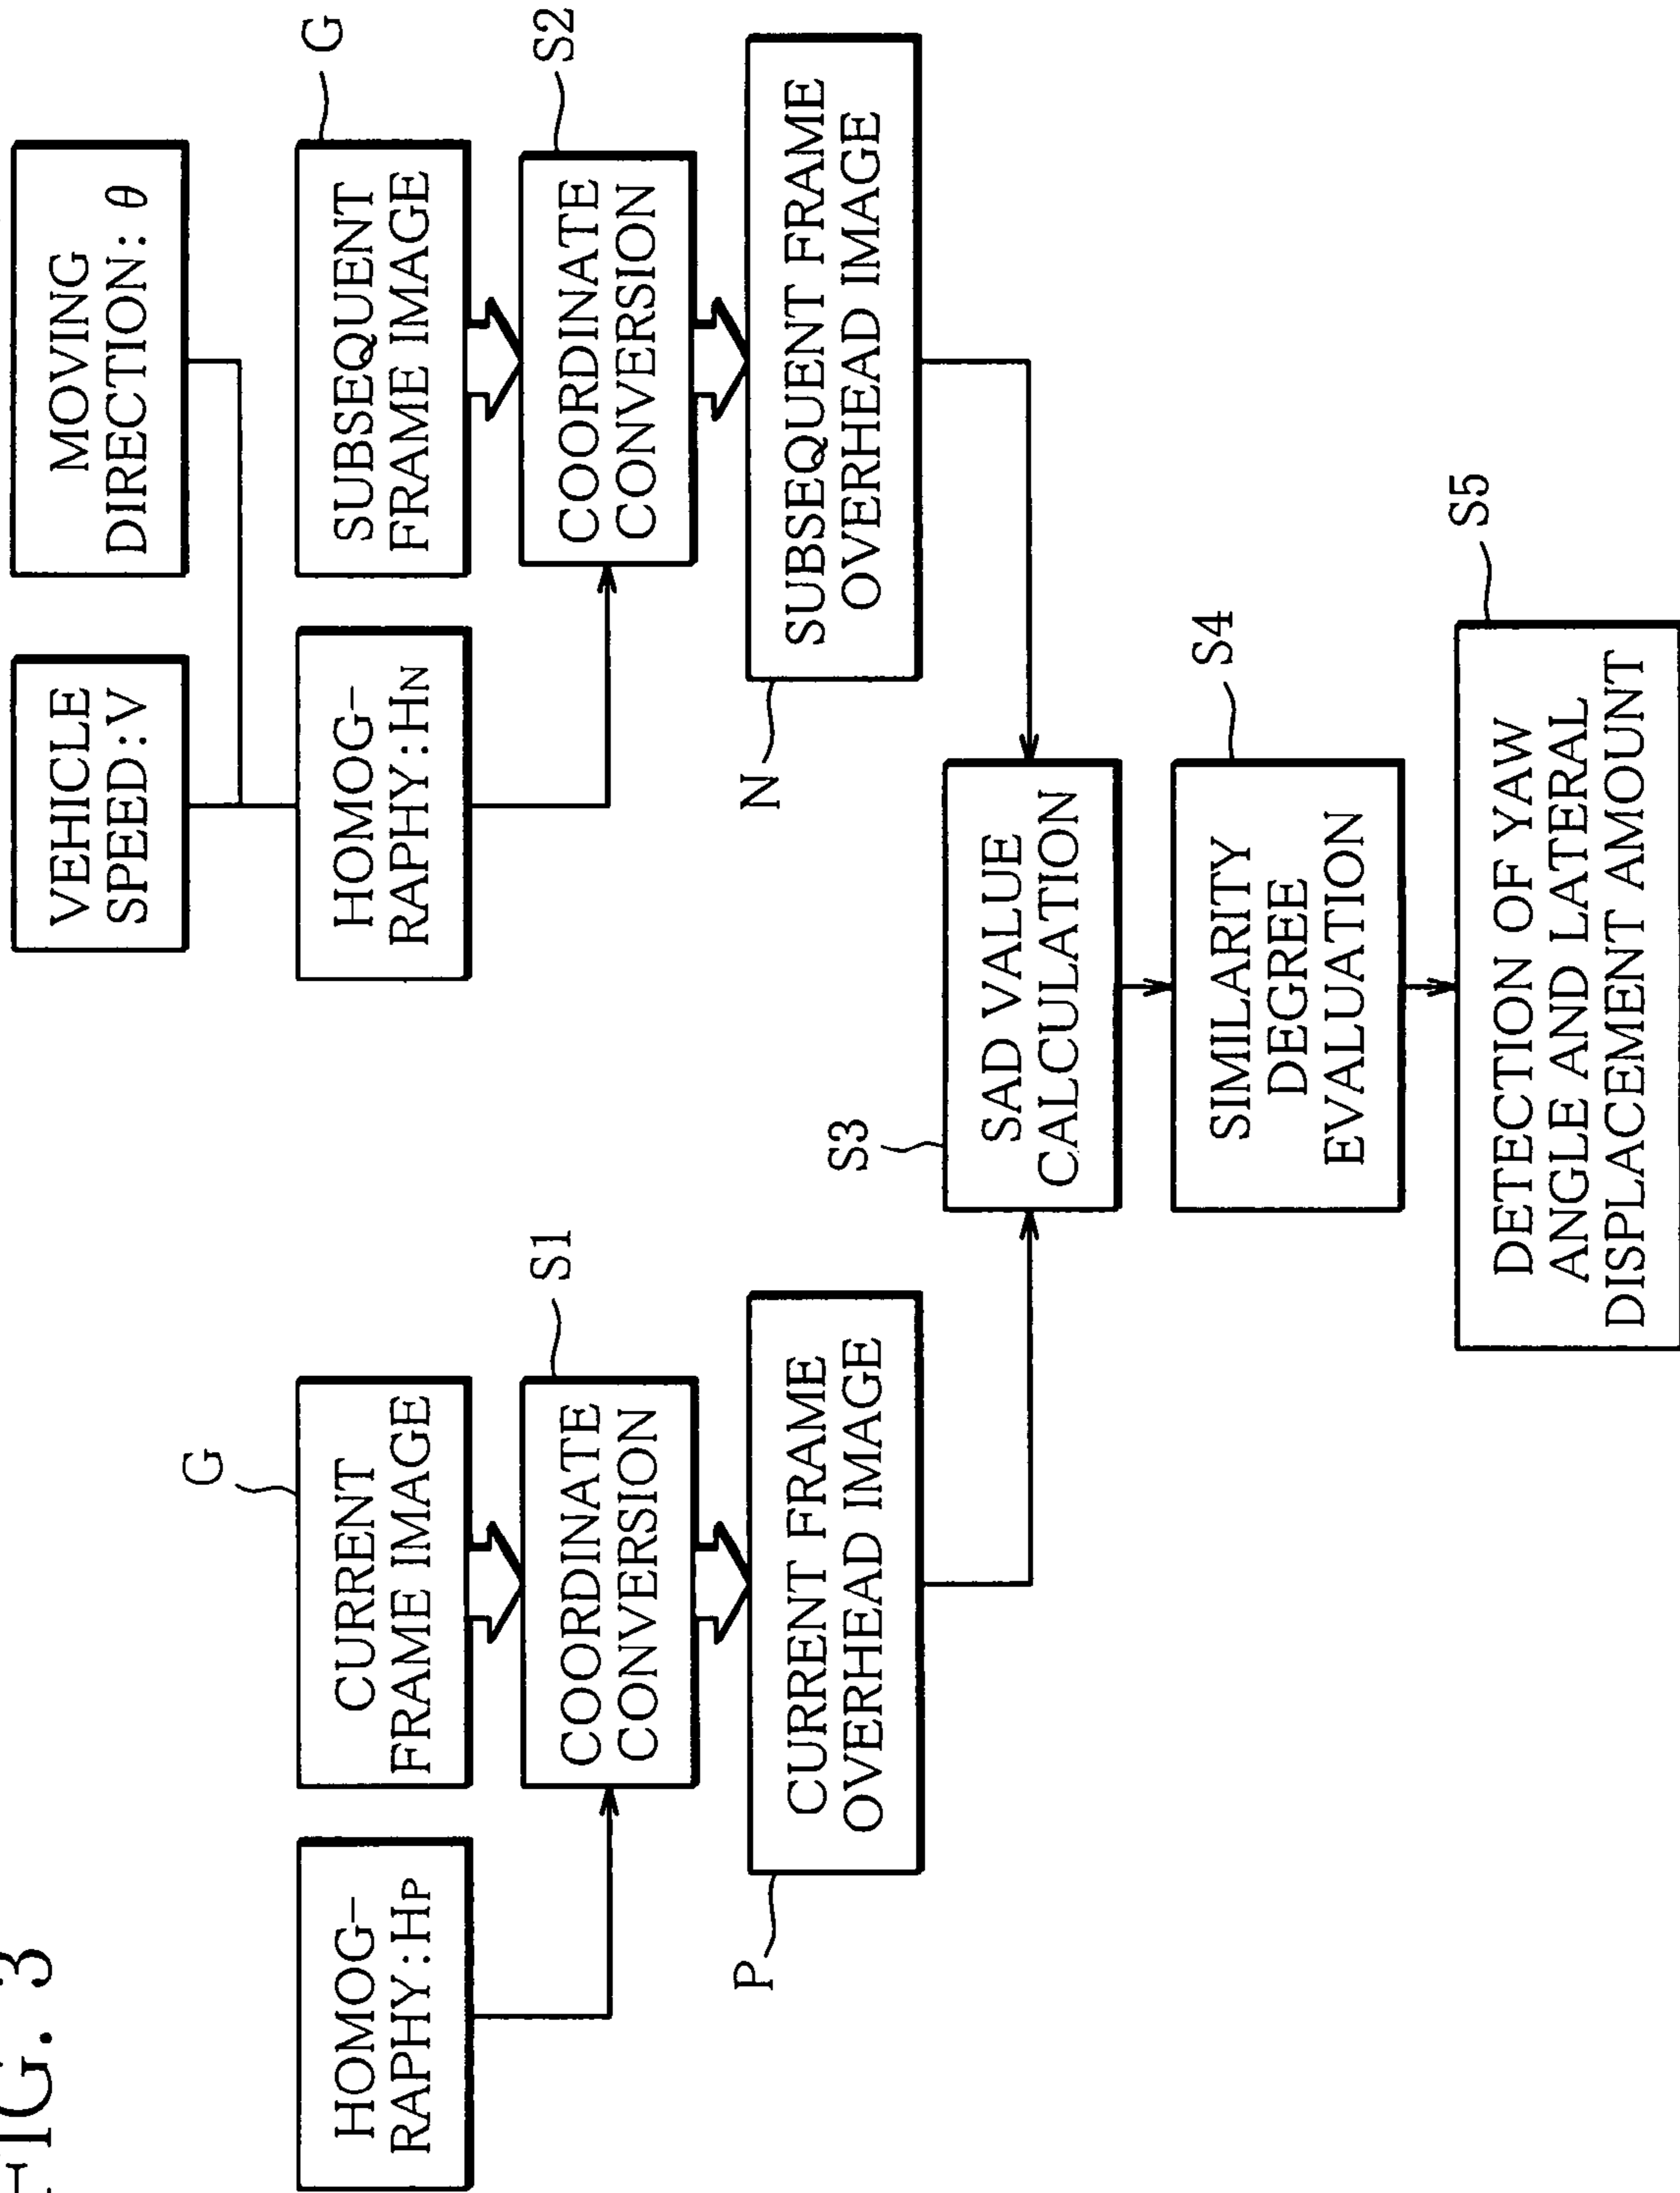 FIG. 3
VEHICLE
SPEED:V
MOVING
DIRECTION: θ
HOMOG-
RAPHY:HP
G
CURRENT
FRAME IMAGE
HOMOG-
RAPHY:HN
G
SUBSEQUENT
FRAME IMAGE
S1
COORDINATE
CONVERSION
S2
COORDINATE
CONVERSION
P
CURRENT FRAME
OVERHEAD IMAGE
N
SUBSEQUENT FRAME
OVERHEAD IMAGE
S3
SAD VALUE
CALCULATION
S4
SIMILARITY
DEGREE
EVALUATION
S5
DETECTION OF YAW
ANGLE AND LATERAL
DISPLACEMENT AMOUNT